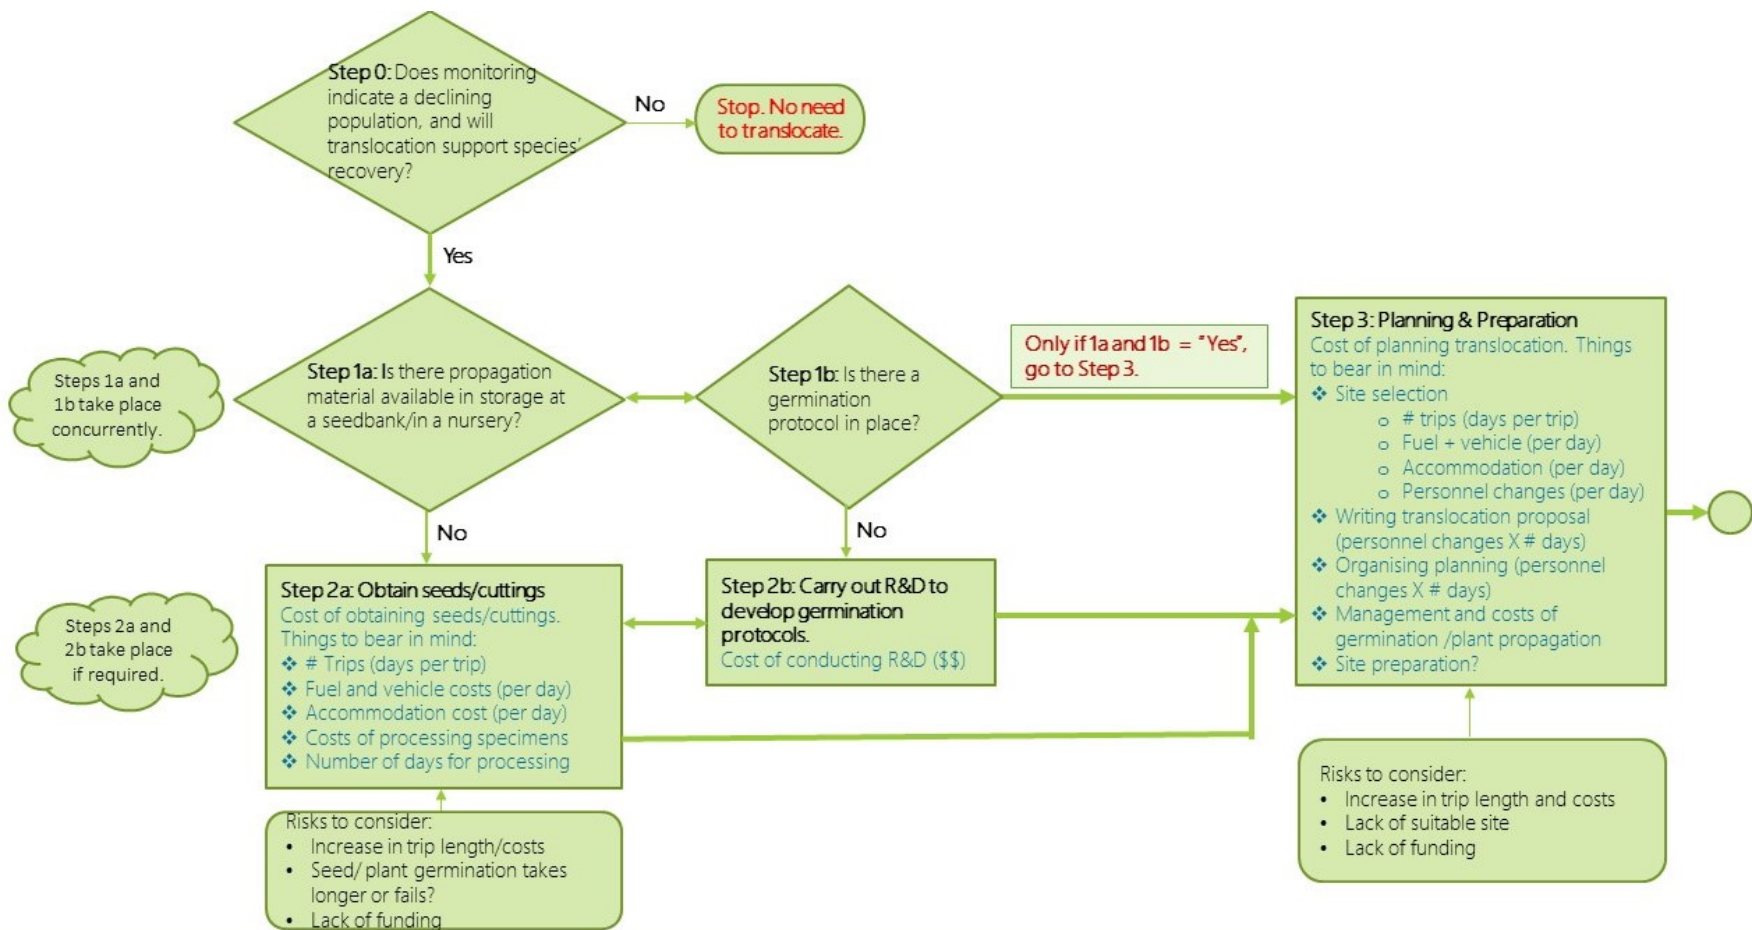 Step 0: Does monitoring
indicate a declining
population, and will
translocation support species'
recovery?
No
Stop. No need
to translocate.
Yes
Steps 1a and
1b take place
concurrently.
Step 1a: Is there propagation
material available in storage at
a seedbank/in a nursery?
Step 1b: Is there a
germination
protocol in place?
Only if 1a and 1b = "Yes",
go to Step 3.
No
No
Steps 2a and
2b take place
if required.
Step 2a: Obtain seeds/cuttings
Cost of obtaining seeds/cuttings.
Things to bear in mind:
❖ # Trips (days per trip)
❖ Fuel and vehicle costs (per day)
❖ Accommodation cost (per day)
❖ Costs of processing specimens
❖ Number of days for processing
Step 2b: Carry out R&D to
develop germination
protocols.
Cost of conducting R&D ($$)
Step 3: Planning & Preparation
Cost of planning translocation. Things
to bear in mind:
❖ Site selection
o # trips (days per trip)
o Fuel + vehicle (per day)
o Accommodation (per day)
o Personnel changes (per day)
❖ Writing translocation proposal
(personnel changes X # days)
❖ Organising planning (personnel
changes X # days)
❖ Management and costs of
germination /plant propagation
❖ Site preparation?
Risks to consider:
• Increase in trip length/costs
• Seed/ plant germination takes
longer or fails?
• Lack of funding
Risks to consider:
• Increase in trip length and costs
• Lack of suitable site
• Lack of funding